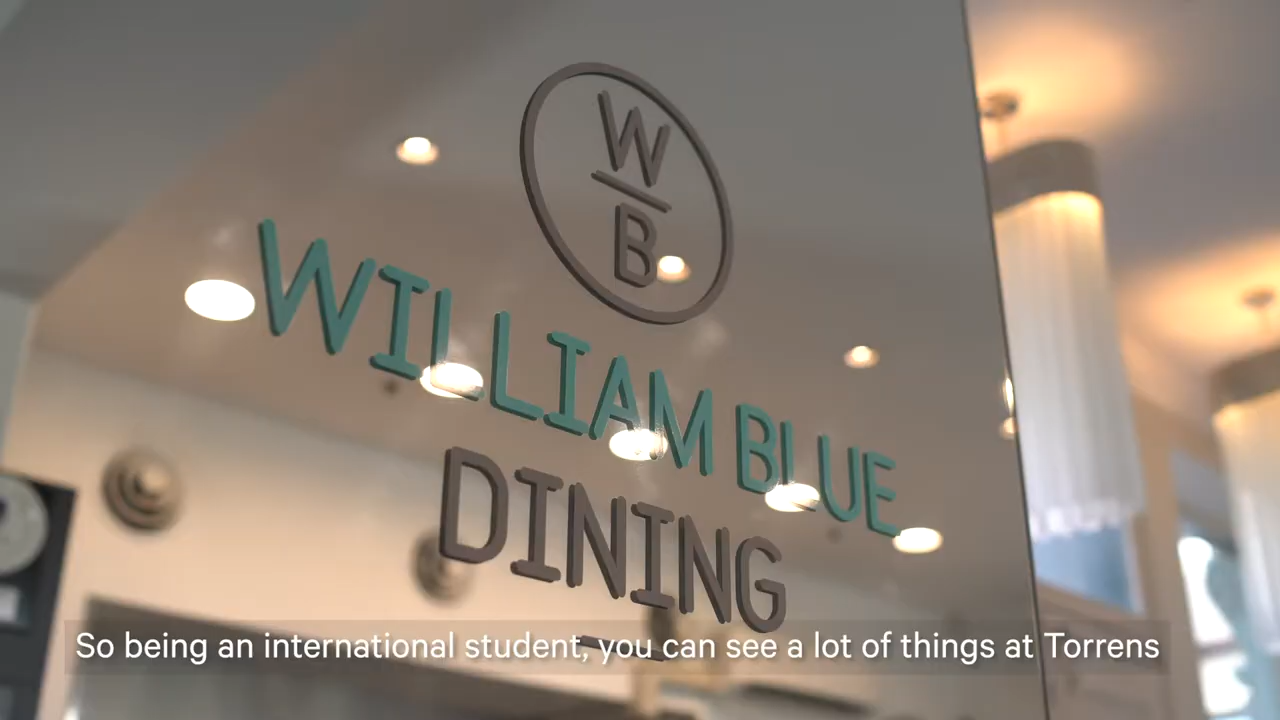 W
B
WILLIAM BLUE
DINING
So being an international student, you can see a lot of things at Torrens